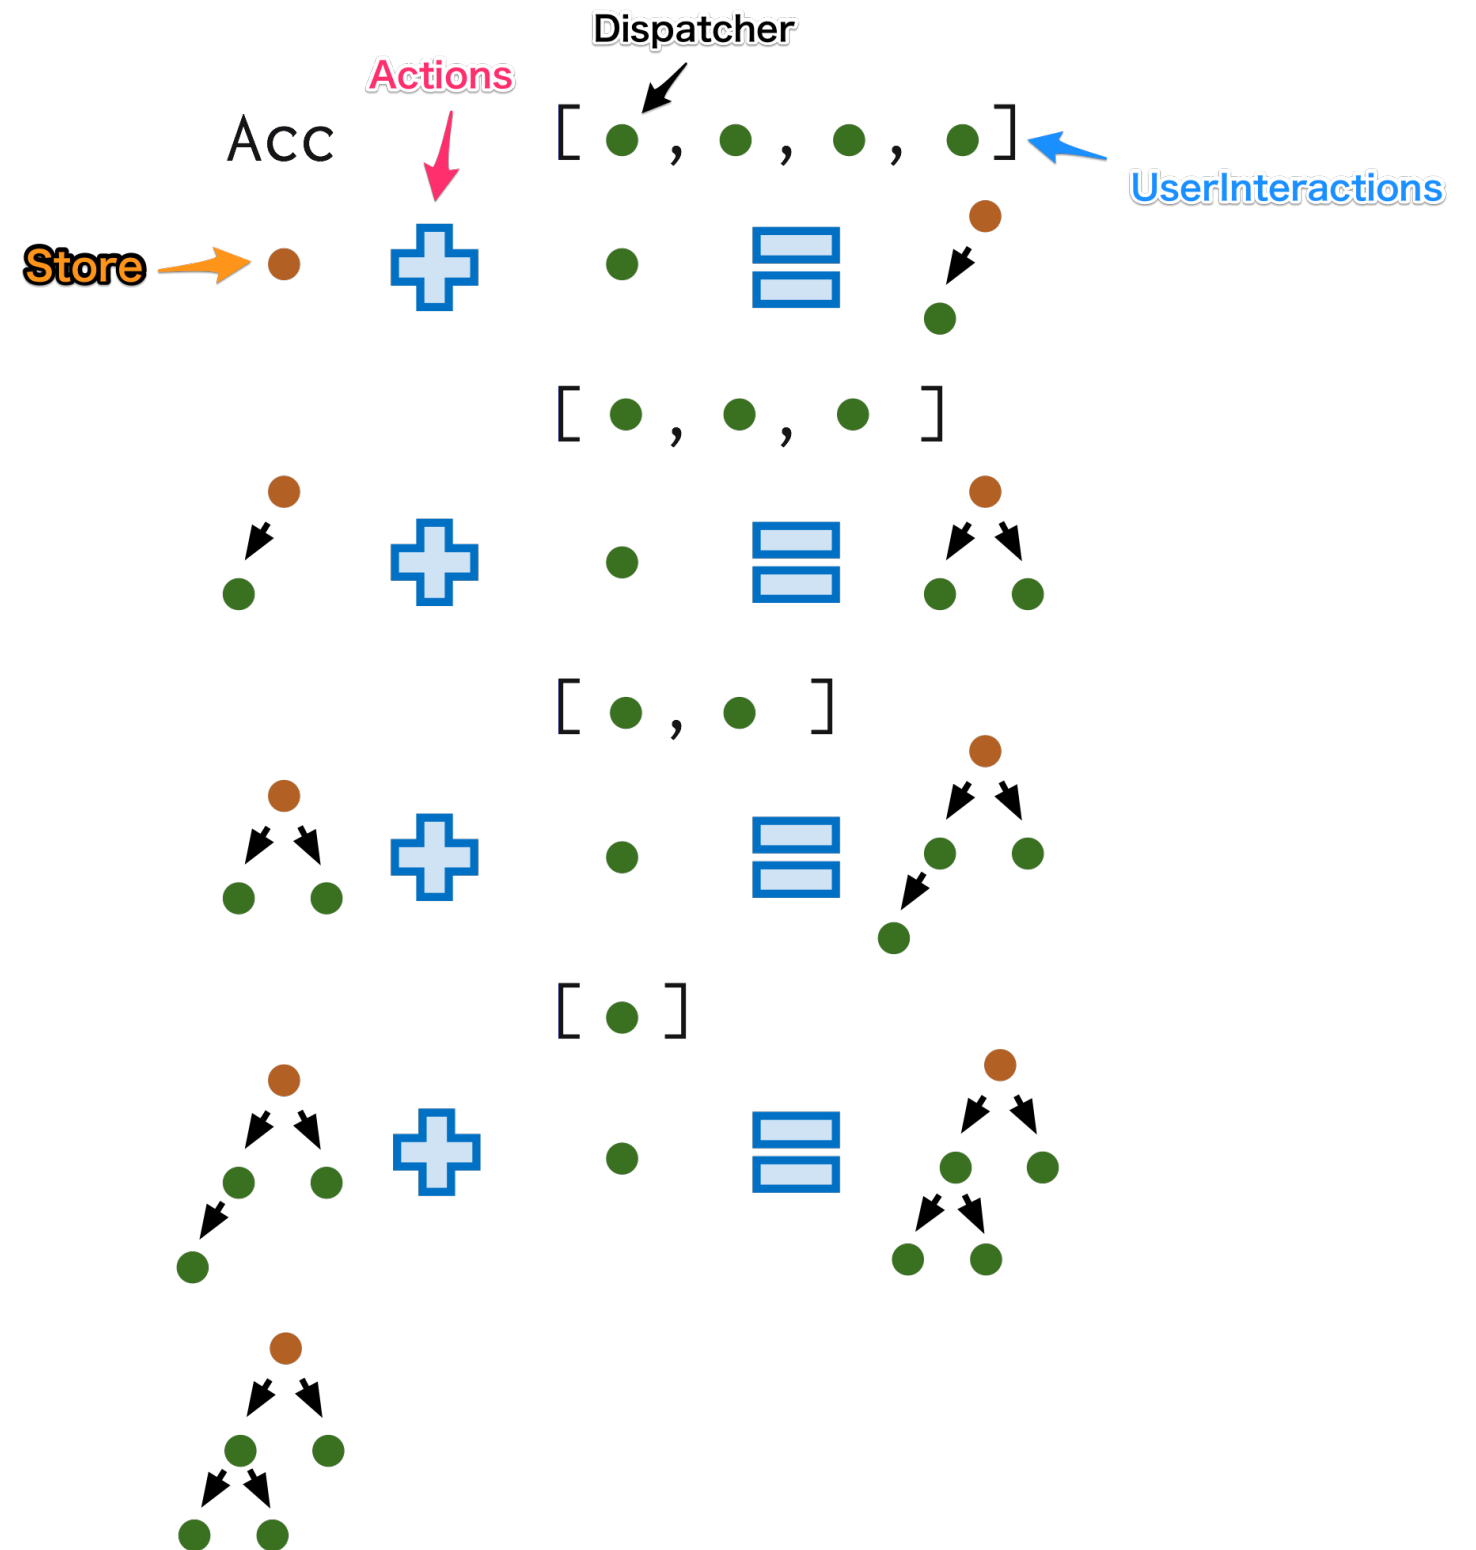 Dispatcher
Actions
Acc
[ , , , ]
UserInteractions
Store
[ , , ]
[ , ]
[ ]